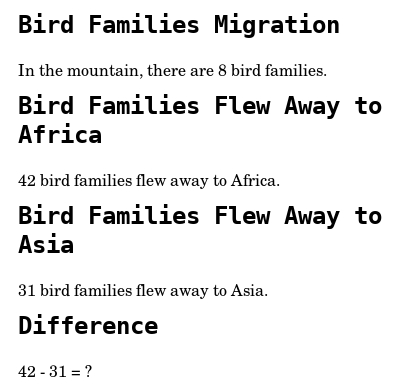 Bird Families Migration
In the mountain, there are 8 bird families.
Bird Families Flew Away to
Africa
42 bird families flew away to Africa.
Bird Families Flew Away to
Asia
31 bird families flew away to Asia.
Difference
42 - 31 = ?